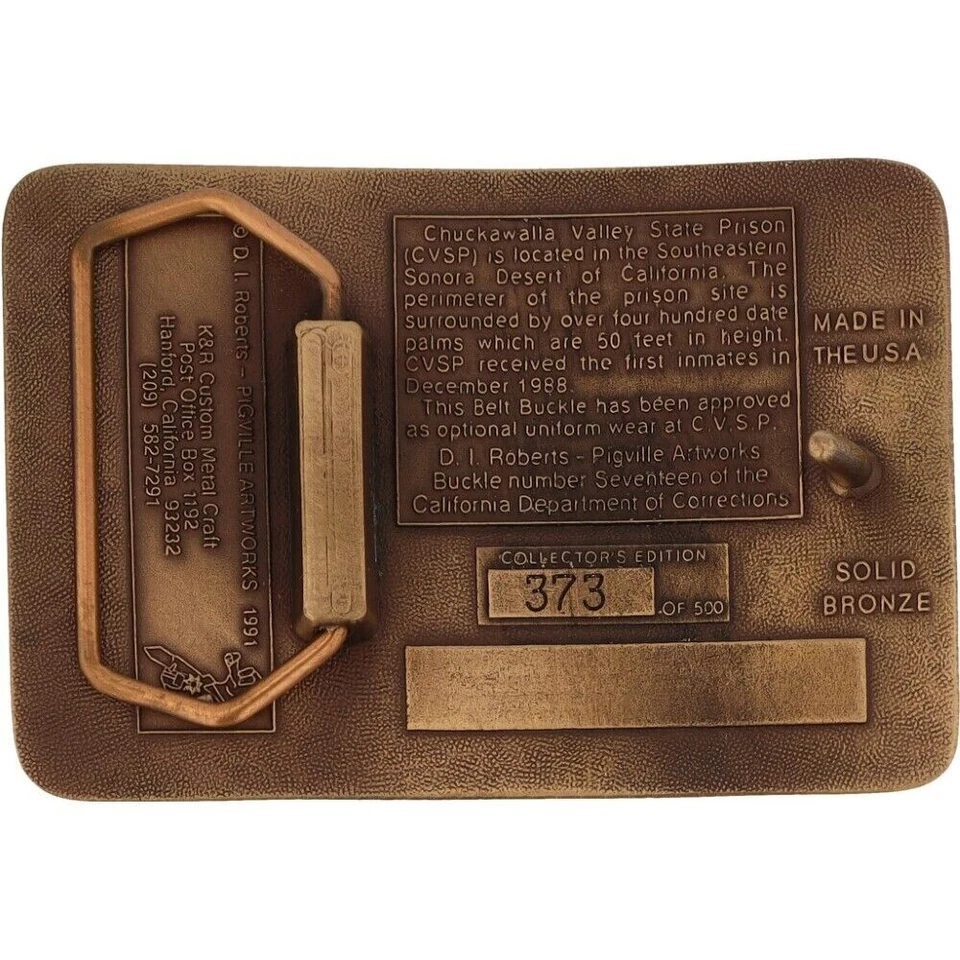 © D. I. Roberts - PIGVILLE ARTWORKS 1991
K&R Custom Metal Craft
Post Office Box 1192
Hanford, California 93232
(209) 582-7291
Chuckawalla Valley State Prison
(CVSP) is located in the Southeastern
Sonora Desert of California. The
perimeter of the prison site is
surrounded by over four hundred date
palms which are 50 feet in height.
CVSP received the first inmates in
December 1988.
This Belt Buckle has been approved
as optional uniform wear at C.V.S.P.
D. I. Roberts - Pigville Artworks
Buckle number Seventeen of the
California Department of Corrections
MADE IN
THE U.S.A
COLLECTOR'S EDITION
373 OF 500
SOLID
BRONZE